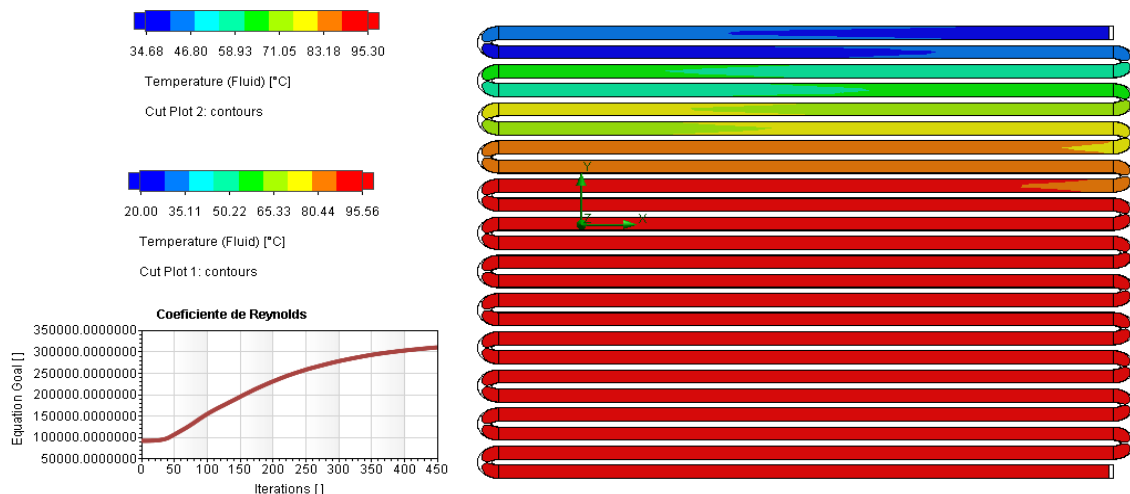 34.68 46.80 58.93 71.05 83.18 95.30
Temperature (Fluid) [°C]
Cut Plot 2: contours
20.00 35.11 50.22 65.33 80.44 95.56
Temperature (Fluid) [°C]
Cut Plot 1: contours
Coeficiente de Reynolds
350000.0000000
300000.0000000
250000.0000000
200000.0000000
150000.0000000
100000.0000000
50000.0000000
Equation Goal []
0 50 100 150 200 250 300 350 400 450
Iterations []
Y
Z X